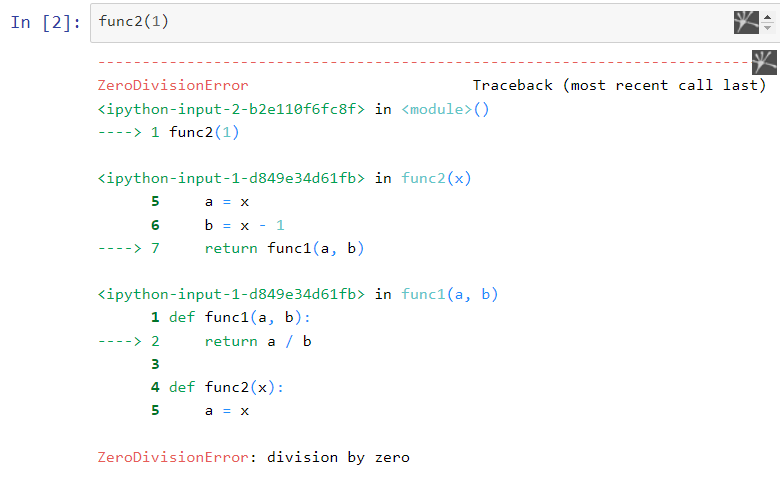 In [2]: func2(1)
---------------------------------------------------------------------------
ZeroDivisionError                         Traceback (most recent call last)
<ipython-input-2-b2e110f6fc8f> in <module>()
----> 1 func2(1)
<ipython-input-1-d849e34d61fb> in func2(x)
      5     a = x
      6     b = x - 1
----> 7     return func1(a, b)
<ipython-input-1-d849e34d61fb> in func1(a, b)
      1 def func1(a, b):
----> 2     return a / b
      3
      4 def func2(x):
      5     a = x
ZeroDivisionError: division by zero